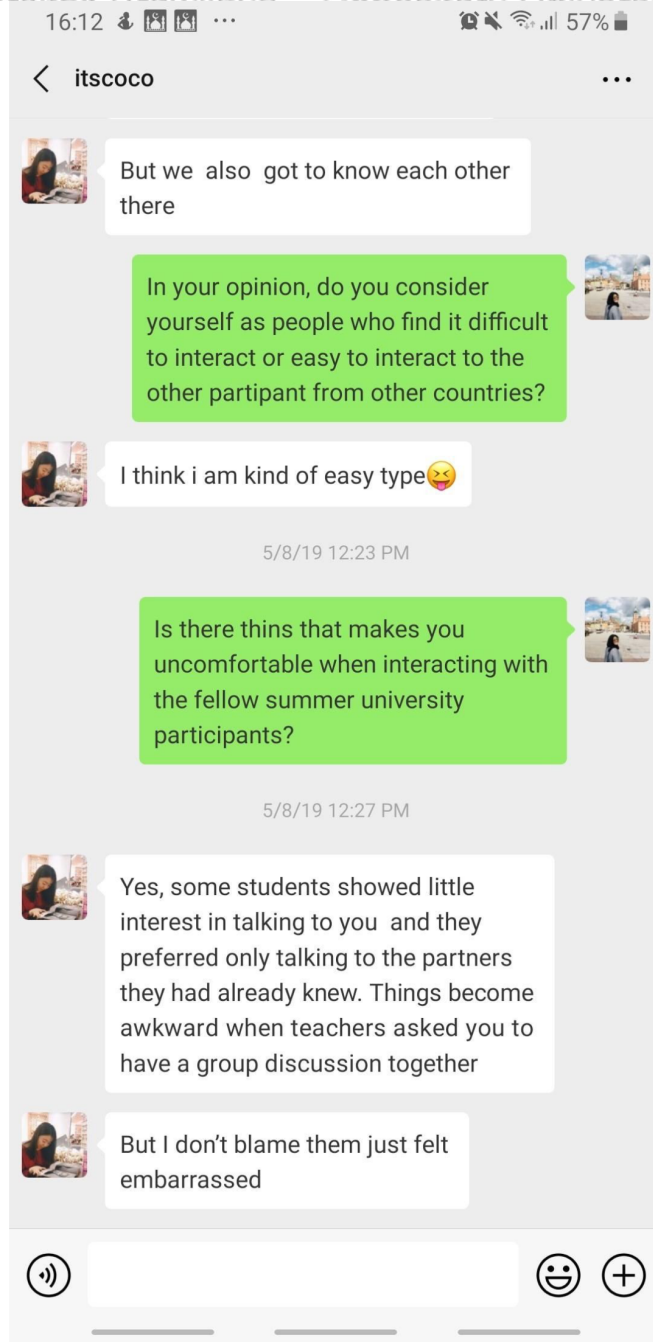 16:12 ... 57%
itscoco ...
But we also got to know each other
there
In your opinion, do you consider
yourself as people who find it difficult
to interact or easy to interact to the
other partipant from other countries?
I think i am kind of easy type😝
5/8/19 12:23 PM
Is there thins that makes you
uncomfortable when interacting with
the fellow summer university
participants?
5/8/19 12:27 PM
Yes, some students showed little
interest in talking to you and they
preferred only talking to the partners
they had already knew. Things become
awkward when teachers asked you to
have a group discussion together
But I don’t blame them just felt
embarrassed